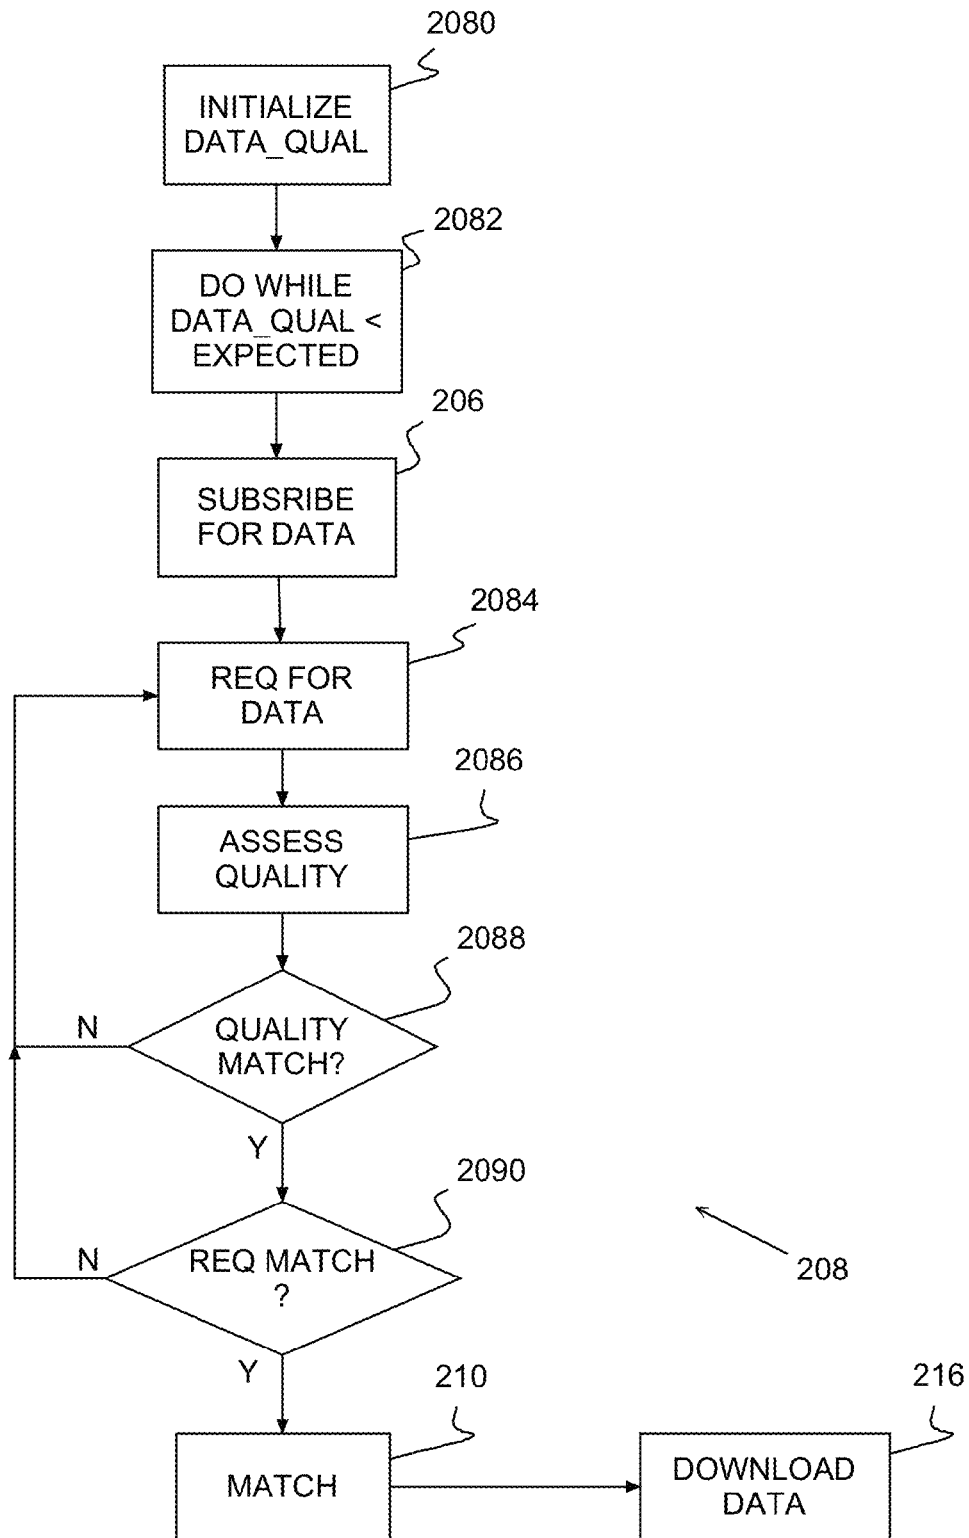 2080
INITIALIZE
DATA_QUAL
2082
DO WHILE
DATA_QUAL <
EXPECTED
206
SUBSRIBE
FOR DATA
2084
REQ FOR
DATA
2086
ASSESS
QUALITY
2088
N
QUALITY
MATCH?
Y
2090
N
REQ MATCH
?
208
Y
210
216
MATCH
DOWNLOAD
DATA